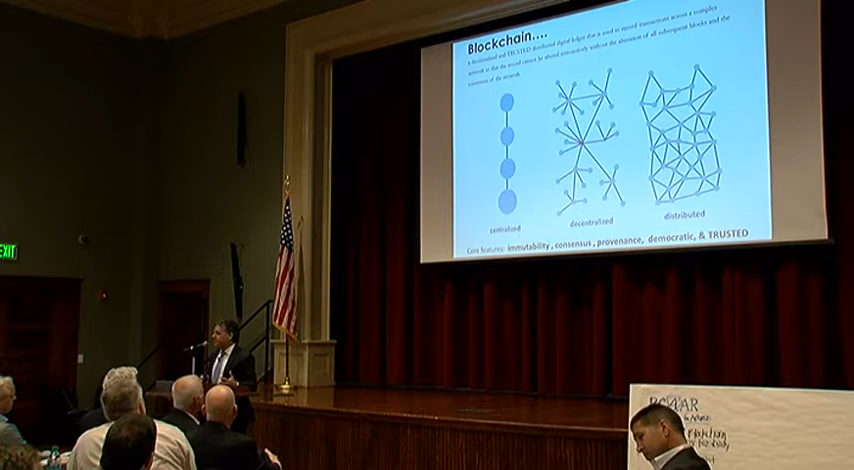 Blockchain....
a decentralized and TRUSTED distributed digital ledger that is used to record transactions across a complex
network so that the record cannot be altered retroactively without the alteration of all subsequent blocks and the
consensus of the network
centralized
decentralized
distributed
Core features: immutability, consensus, provenance, democratic, & TRUSTED
EXIT
Blockchain